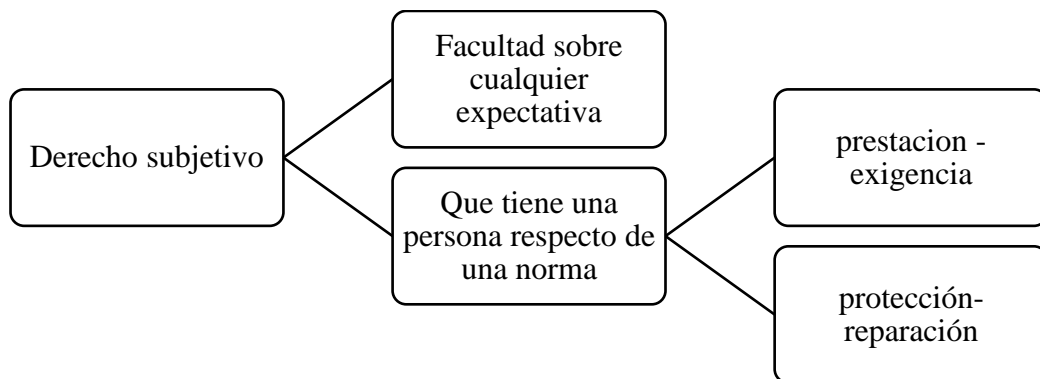 Derecho subjetivo
Facultad sobre
cualquier
expectativa
Que tiene una
persona respecto de
una norma
prestacion -
exigencia
protección-
reparación